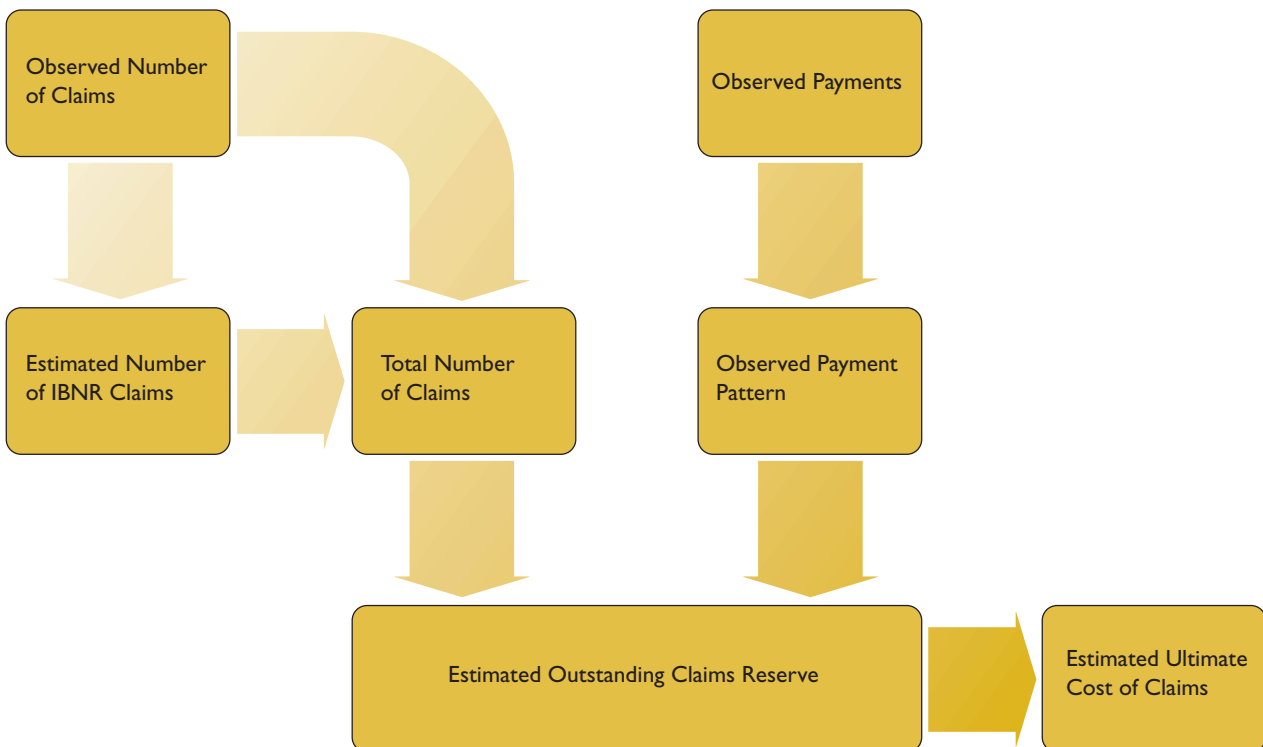 Observed Number
of Claims
Observed Payments
Estimated Number
of IBNR Claims
Total Number
of Claims
Observed Payment
Pattern
Estimated Outstanding Claims Reserve
Estimated Ultimate
Cost of Claims